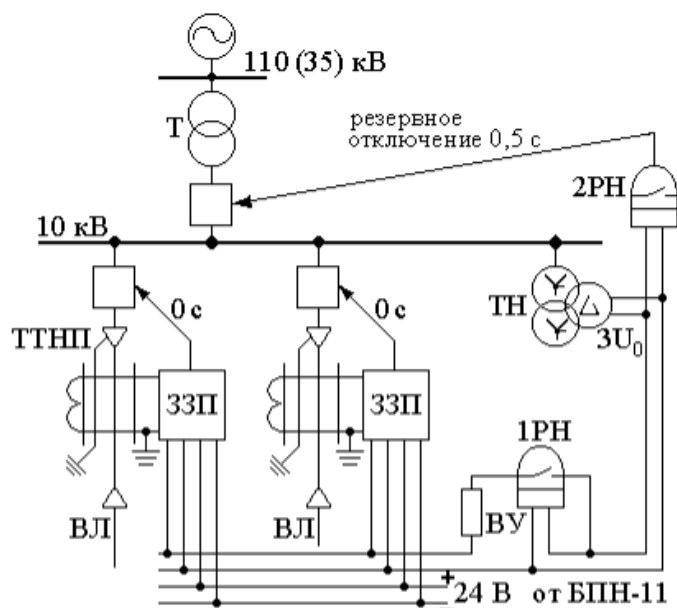 110 (35) кВ
Т
резервное
отключение 0,5 с
2РН
10 кВ
ТТНП
0 с
0 с
ТН
3U₀
ЗЗП
ЗЗП
1РН
ВУ
ВЛ
ВЛ
+
24 В от БПН-11
−